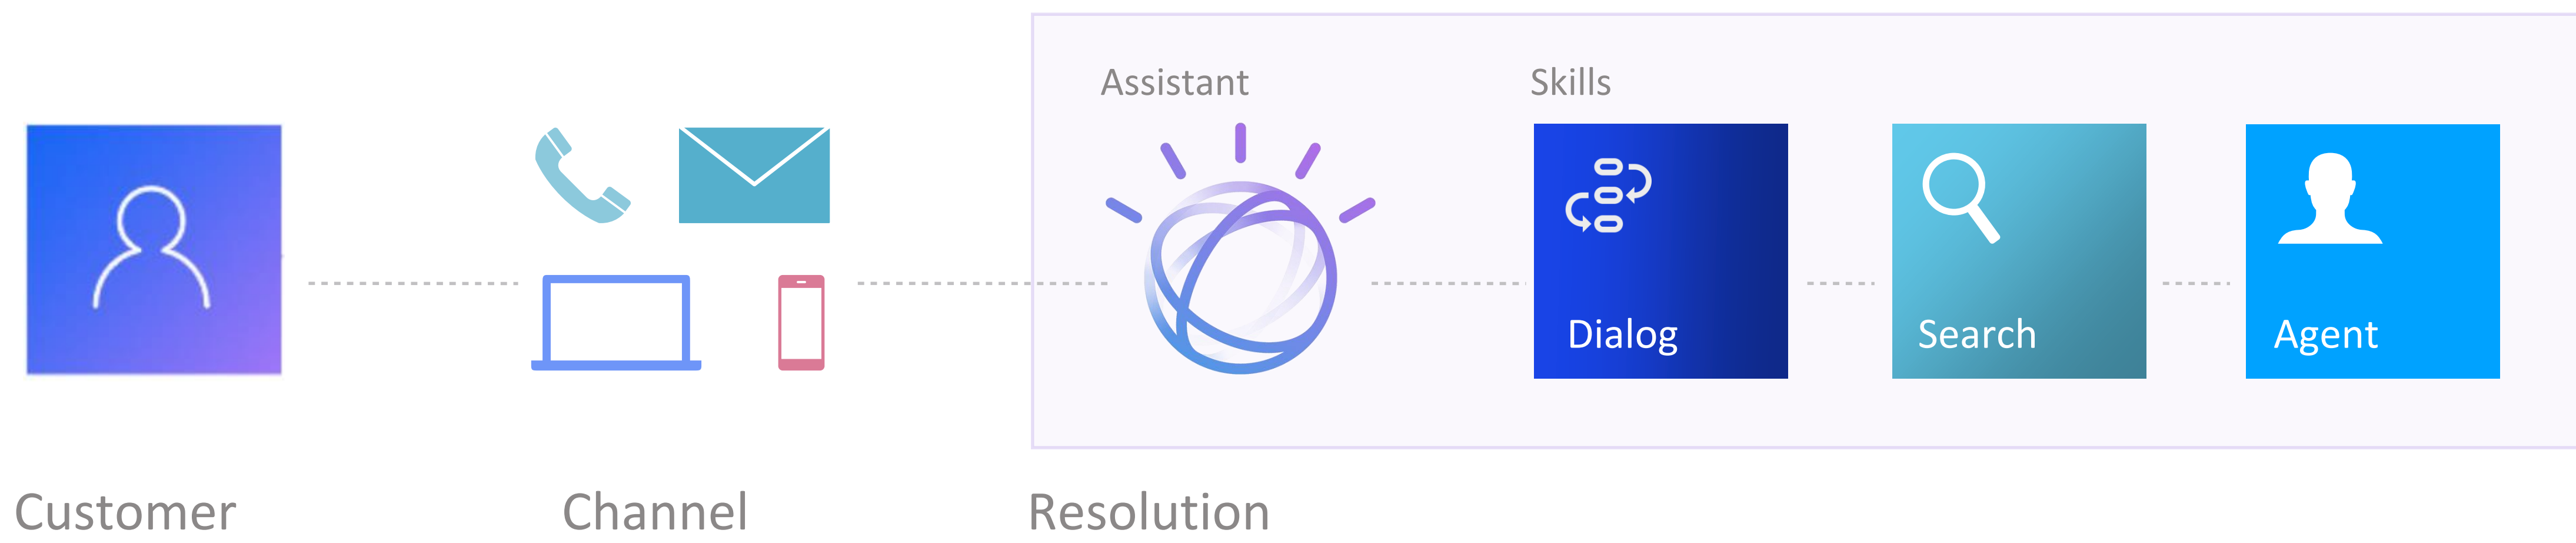 Assistant
Skills
Dialog
Search
Agent
Customer
Channel
Resolution